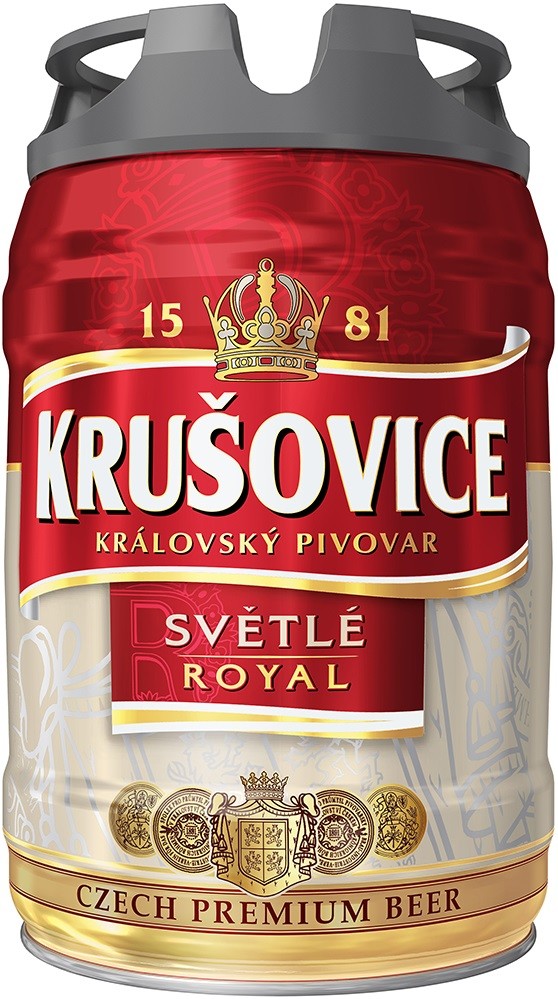 15 81
KRUŠOVICE
KRÁLOVSKÝ PIVOVAR
SVĚTLÉ
ROYAL
CZECH PREMIUM BEER